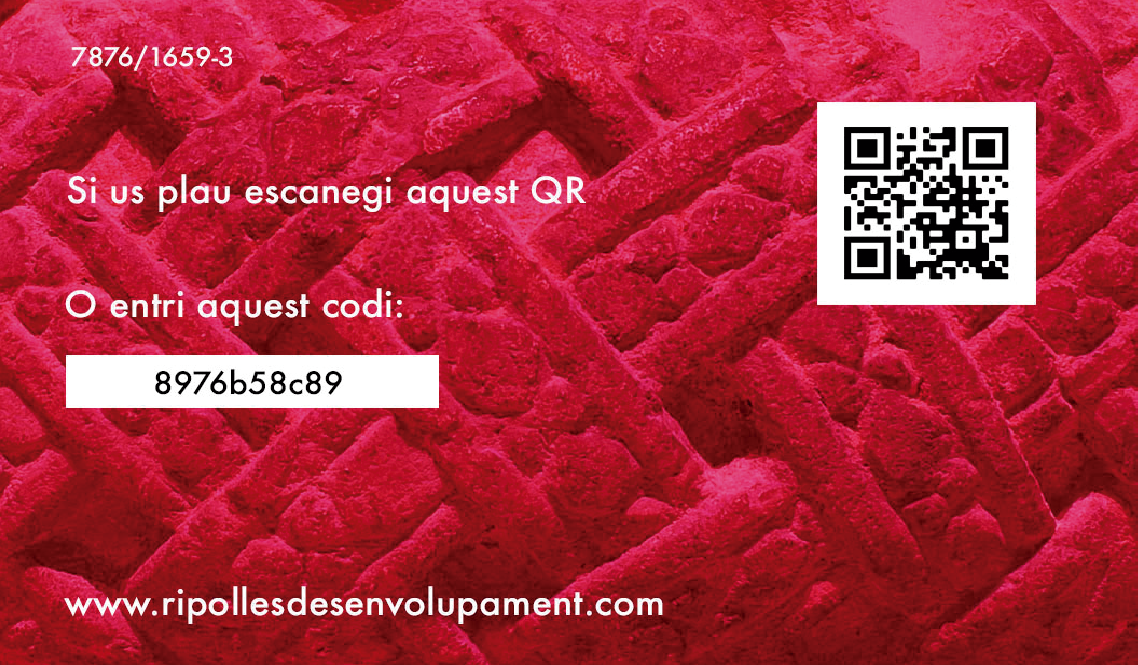 7876/1659-3
Si us plau escanegi aquest QR
O entri aquest codi:
8976b58c89
www.ripollesdesenvolupament.com